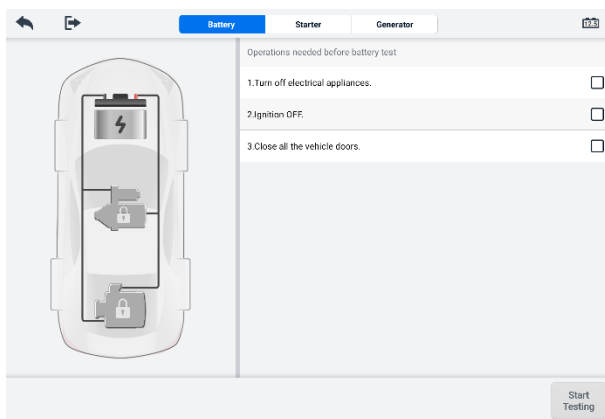 Battery
Starter
Generator
12.5
Operations needed before battery test
1.Turn off electrical appliances.
2.Ignition OFF.
3.Close all the vehicle doors.
Start
Testing